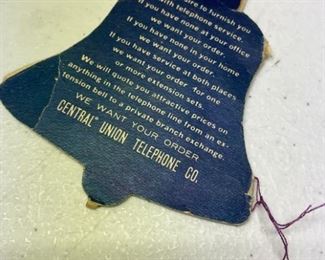 ire to furnish you
with telephone service.
If you have none at your office
we want your order.
If you have none in your home
we want your order.
If you have service at both places
we want your order for one
or more extension sets.
We will quote you attractive prices on
anything in the telephone line from an ex-
tension bell to a private branch exchange.
WE WANT YOUR ORDER
CENTRAL UNION TELEPHONE CO.